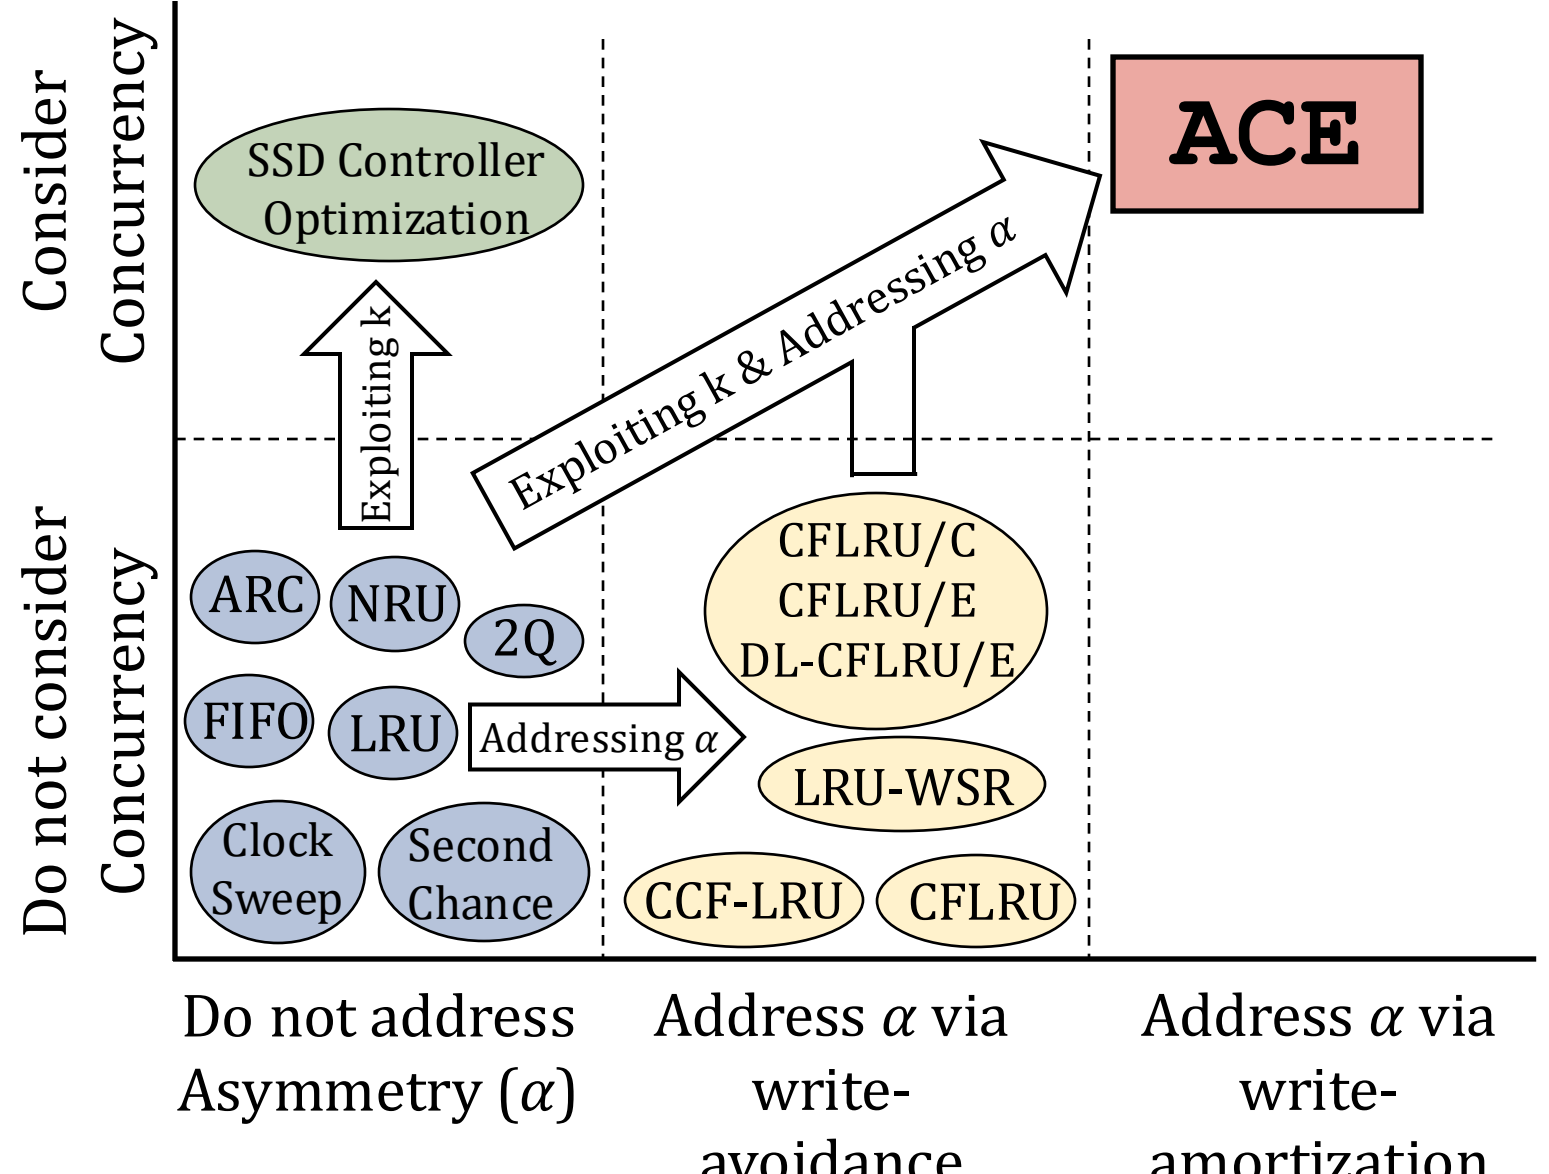 Consider
Concurrency
Do not consider
Concurrency
SSD Controller
Optimization
ACE
Exploiting k
Exploiting k & Addressing α
ARC
NRU
2Q
FIFO
LRU
Addressing α
Clock
Sweep
Second
Chance
CFLRU/C
CFLRU/E
DL-CFLRU/E
LRU-WSR
CCF-LRU
CFLRU
Do not address
Asymmetry (α)
Address α via
write-
avoidance
Address α via
write-
amortization